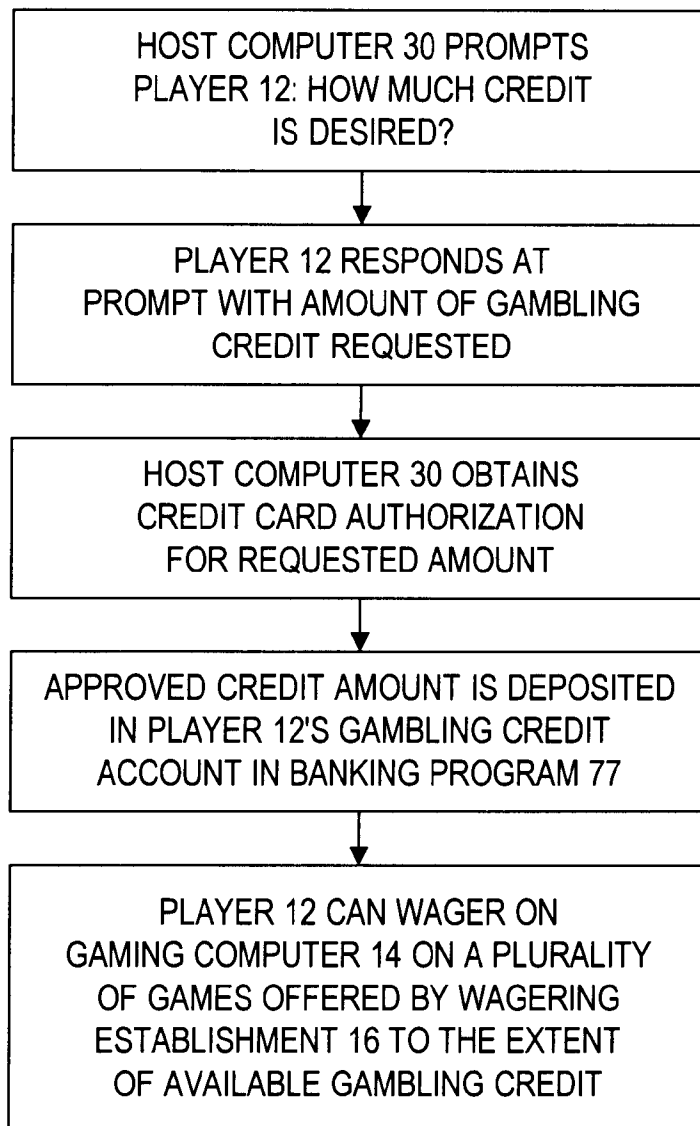 HOST COMPUTER 30 PROMPTS
PLAYER 12: HOW MUCH CREDIT
IS DESIRED?
PLAYER 12 RESPONDS AT
PROMPT WITH AMOUNT OF GAMBLING
CREDIT REQUESTED
HOST COMPUTER 30 OBTAINS
CREDIT CARD AUTHORIZATION
FOR REQUESTED AMOUNT
APPROVED CREDIT AMOUNT IS DEPOSITED
IN PLAYER 12'S GAMBLING CREDIT
ACCOUNT IN BANKING PROGRAM 77
PLAYER 12 CAN WAGER ON
GAMING COMPUTER 14 ON A PLURALITY
OF GAMES OFFERED BY WAGERING
ESTABLISHMENT 16 TO THE EXTENT
OF AVAILABLE GAMBLING CREDIT